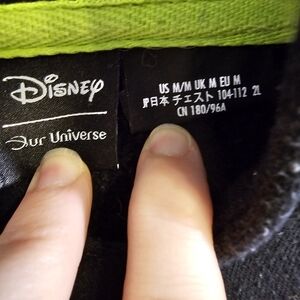 Disney
Our Universe
US M/M UK M EU M
JP日本 チェスト 104-112 2L
CN 180/96A